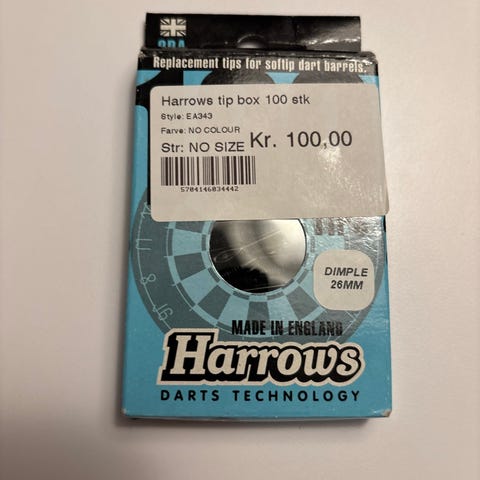 Replacement tips for softip dart barrels.
Harrows tip box 100 stk
Style: EA343
Farve: NO COLOUR
Str: NO SIZE Kr. 100,00
5704146034442
DIMPLE
26MM
MADE IN ENGLAND
Harrows
DARTS TECHNOLOGY